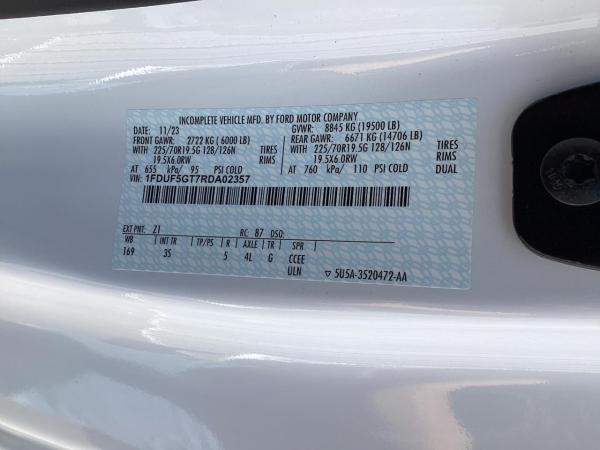 INCOMPLETE VEHICLE MFD. BY FORD MOTOR COMPANY
11/23 GVWR: 8845 KG (19500 LB)
FRONT GAWR: 2722 KG ( 6000 LB) REAR GAWR: 6671 KG (14706 LB)
WITH 225/70R19.5G 128/126N TIRES WITH 225/70R19.5G 128/126N TIRES
19.5X6.0RW RIMS 19.5X6.0RW RIMS
AT 655 kPa/ 95 PSI COLD AT 760 kPa/ 110 PSI COLD DUAL
VIN: 1FDUF5GT7RDA02357
EXT PNT: Z1 RC: 87 DSO:
WB INT TR TP/PS R AXLE TR SPR
169 3S 5 4L G CCEE
ULN ▽ 5U5A-3520472-AA